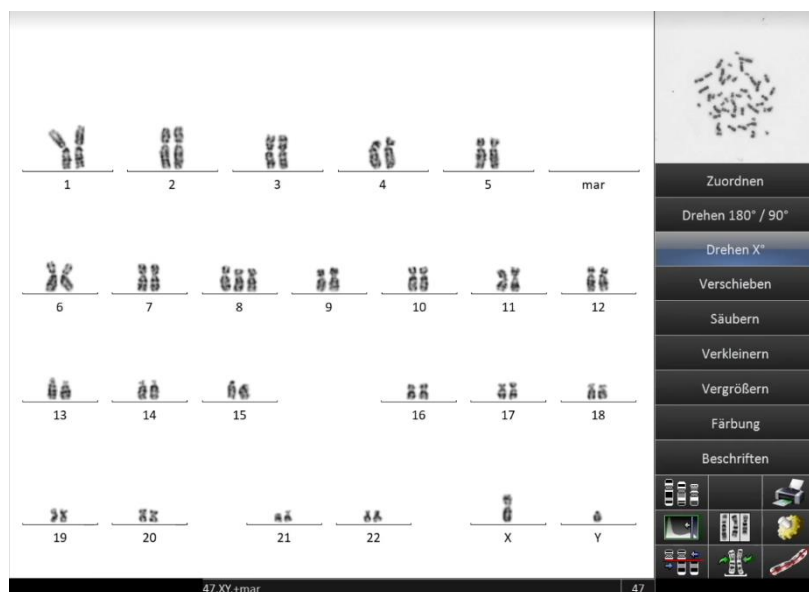 1 2 3 4 5 mar
6 7 8 9 10 11 12
13 14 15 16 17 18
19 20 21 22 X Y
Zuordnen
Drehen 180° / 90°
Drehen X°
Verschieben
Säubern
Verkleinern
Vergrößern
Färbung
Beschriften
47,XY,+mar 47